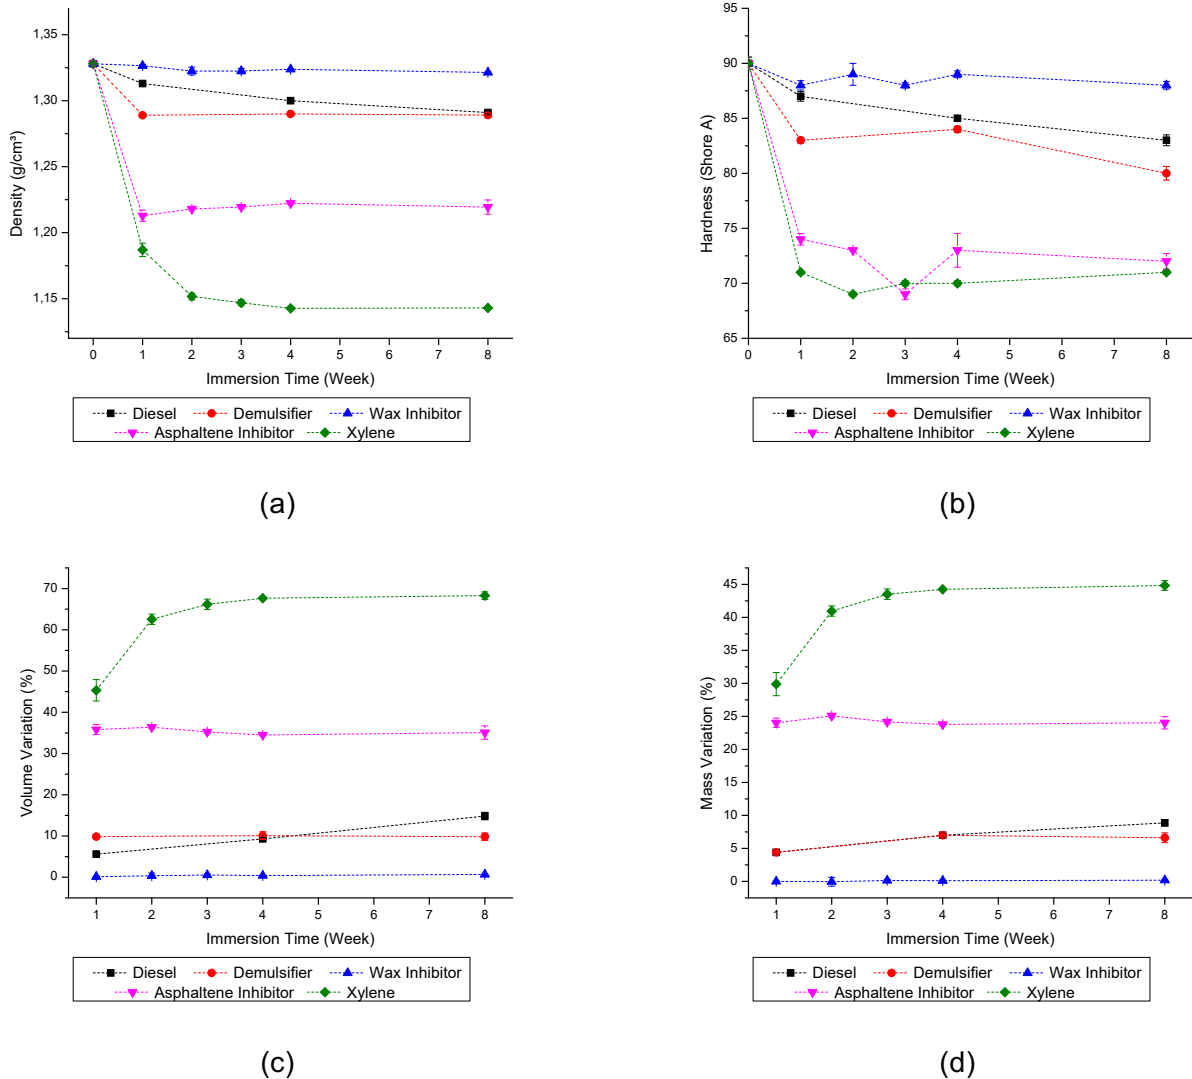 1,35
1,30
1,25
1,20
1,15
Density (g/cm³)
0 1 2 3 4 5 6 7 8
Immersion Time (Week)
Diesel Demulsifier Wax Inhibitor
Asphaltene Inhibitor Xylene
(a)
95
90
85
80
75
70
65
Hardness (Shore A)
0 1 2 3 4 5 6 7 8
Immersion Time (Week)
Diesel Demulsifier Wax Inhibitor
Asphaltene Inhibitor Xylene
(b)
70
60
50
40
30
20
10
0
Volume Variation (%)
1 2 3 4 5 6 7 8
Immersion Time (Week)
Diesel Demulsifier Wax Inhibitor
Asphaltene Inhibitor Xylene
(c)
45
40
35
30
25
20
15
10
5
0
Mass Variation (%)
1 2 3 4 5 6 7 8
Immersion Time (Week)
Diesel Demulsifier Wax Inhibitor
Asphaltene Inhibitor Xylene
(d)